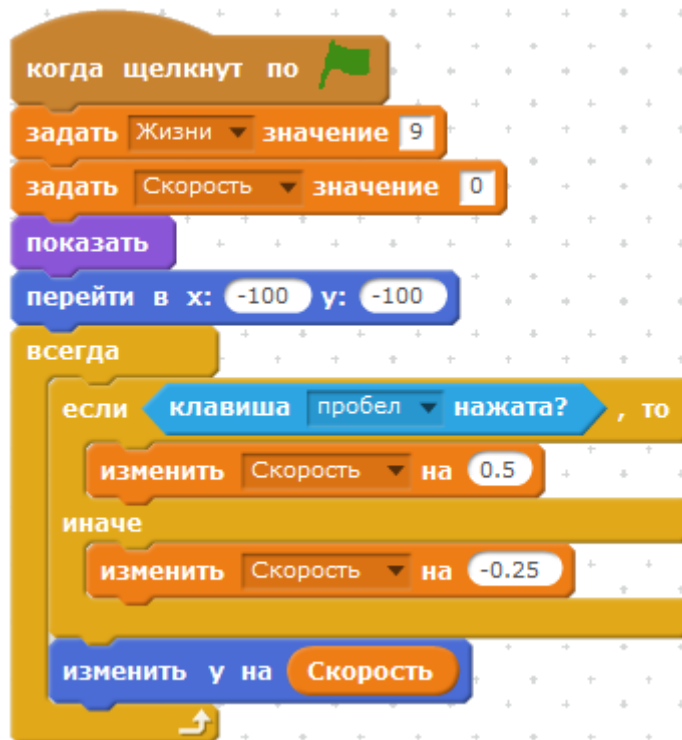 когда щелкнут по
задать Жизни значение 9
задать Скорость значение 0
показать
перейти в x: -100 y: -100
всегда
если клавиша пробел нажата? , то
изменить Скорость на 0.5
иначе
изменить Скорость на -0.25
изменить y на Скорость